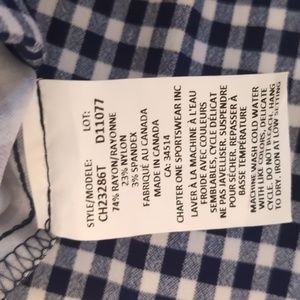 LOT:
D11077
STYLE/MODELE:
CH23286T
74% RAYON/RAYONNE
23% NYLON
3% SPANDEX
FABRIQUÉ AU CANADA
MADE IN CANADA
CA: 34514
CHAPTER ONE SPORTSWEAR INC
LAVER À LA MACHINE À L'EAU
FROIDE AVEC COULEURS
SEMBLABLES, CYCLE DELICAT
NE PAS JAVELLISER, SUSPENDRE
POUR SÉCHER, REPASSER À
BASSE TEMPÉRATURE
MACHINE WASH COLD WATER
WITH LIKE COLORS, DELICATE
CYCLE. DO NOT BLEACH. HANG
TO DRY, IRON AT LOW SETTING